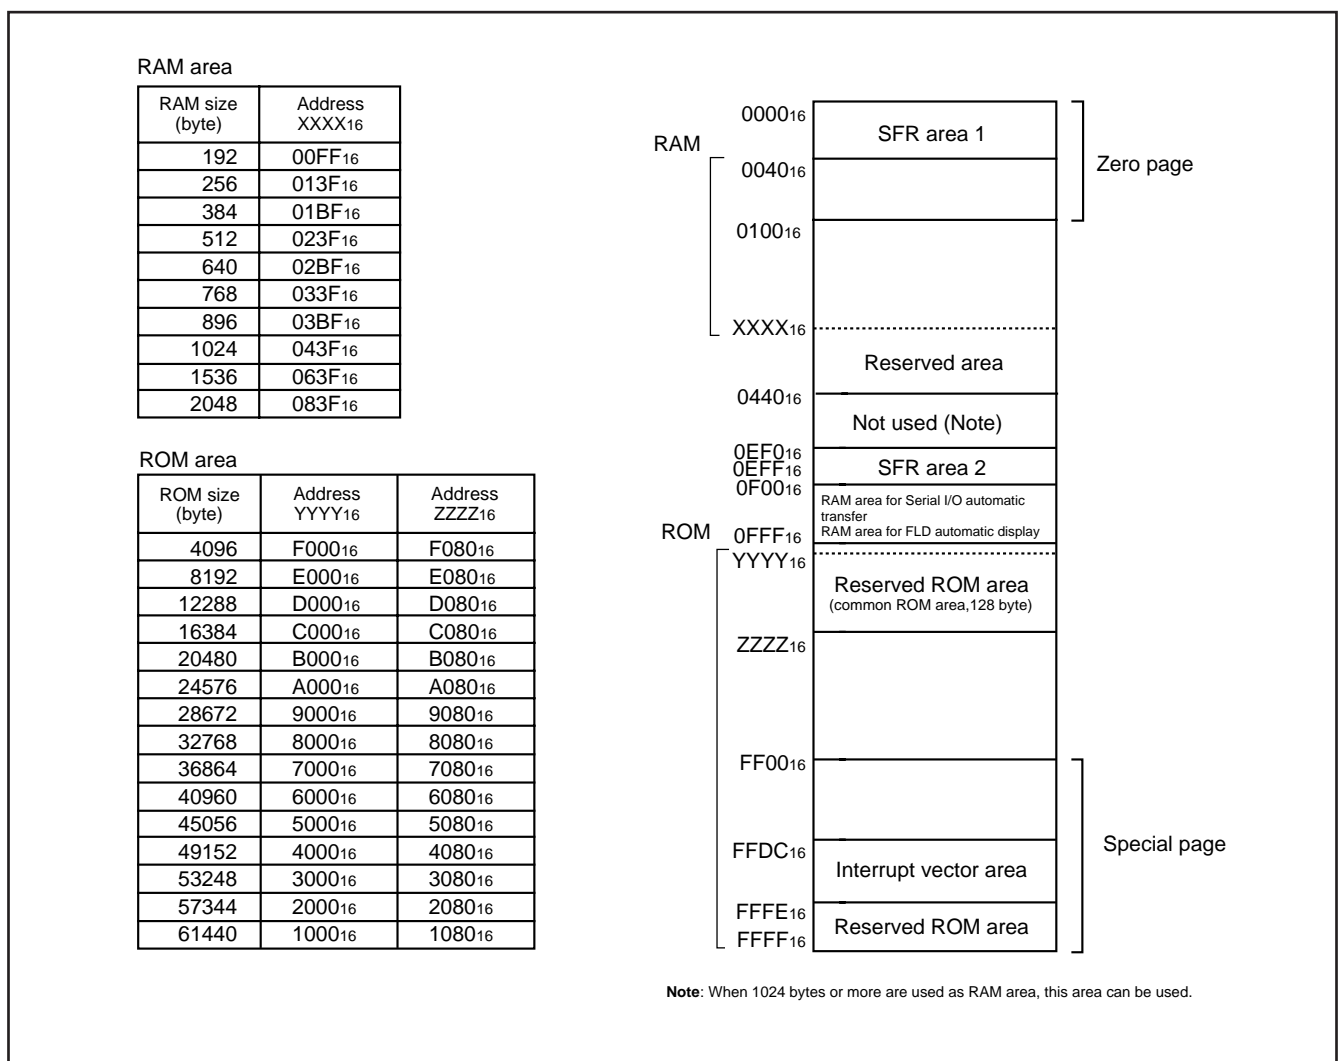 RAM area
RAM size (byte) Address XXXX16
192 00FF16
256 013F16
384 01BF16
512 023F16
640 02BF16
768 033F16
896 03BF16
1024 043F16
1536 063F16
2048 083F16
ROM area
ROM size (byte) Address YYYY16 Address ZZZZ16
4096 F00016 F08016
8192 E00016 E08016
12288 D00016 D08016
16384 C00016 C08016
20480 B00016 B08016
24576 A00016 A08016
28672 900016 908016
32768 800016 808016
36864 700016 708016
40960 600016 608016
45056 500016 508016
49152 400016 408016
53248 300016 308016
57344 200016 208016
61440 100016 108016
000016
SFR area 1
RAM
004016
Zero page
010016
XXXX16
Reserved area
044016
Not used (Note)
0EF016
0EFF16
SFR area 2
0F0016
RAM area for Serial I/O automatic
transfer
RAM area for FLD automatic display
ROM
0FFF16
YYYY16
Reserved ROM area
(common ROM area,128 byte)
ZZZZ16
FF0016
FFDC16
Special page
Interrupt vector area
FFFE16
Reserved ROM area
FFFF16
Note: When 1024 bytes or more are used as RAM area, this area can be used.